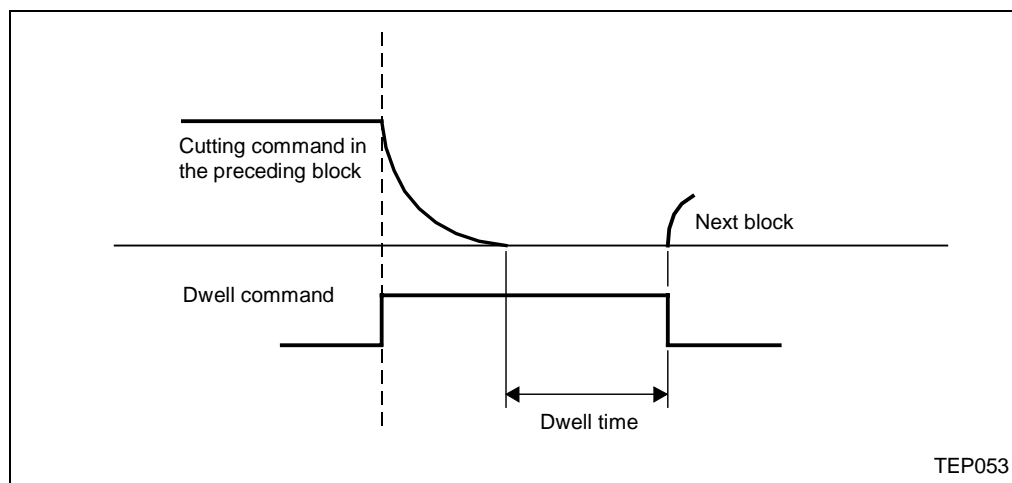 Cutting command in
the preceding block
Next block
Dwell command
Dwell time
TEP053